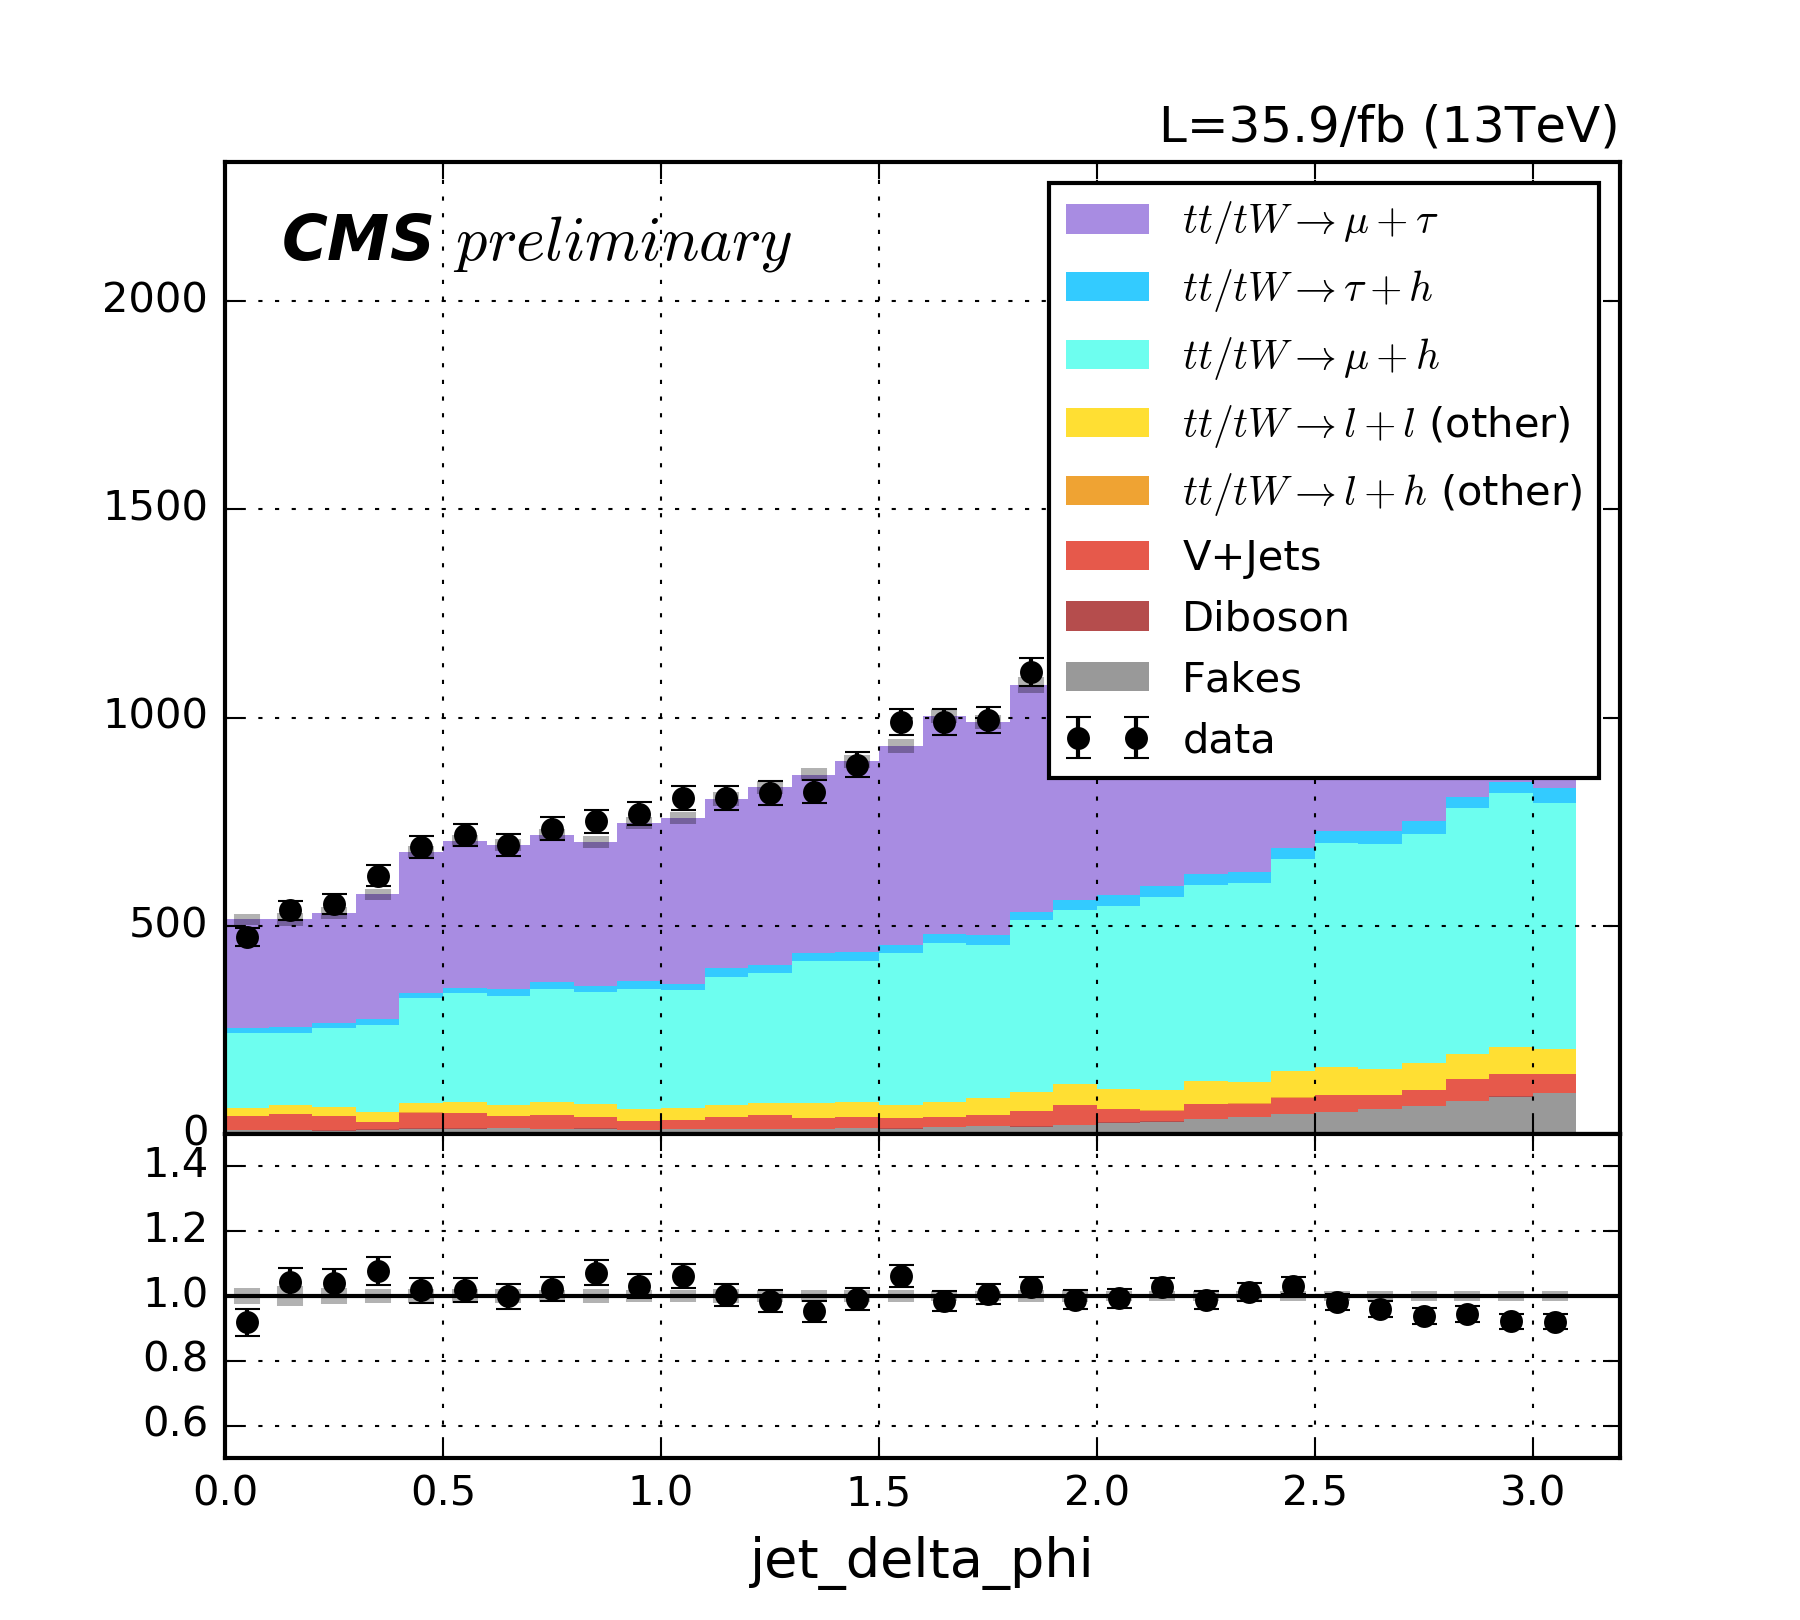 L=35.9/fb (13TeV)
CMS preliminary
tt/tW→μ+τ
tt/tW→τ+h
tt/tW→μ+h
tt/tW→l+l (other)
tt/tW→l+h (other)
V+Jets
Diboson
Fakes
data
2000
1500
1000
500
0
1.4
1.2
1.0
0.8
0.6
0.0 0.5 1.0 1.5 2.0 2.5 3.0
jet_delta_phi